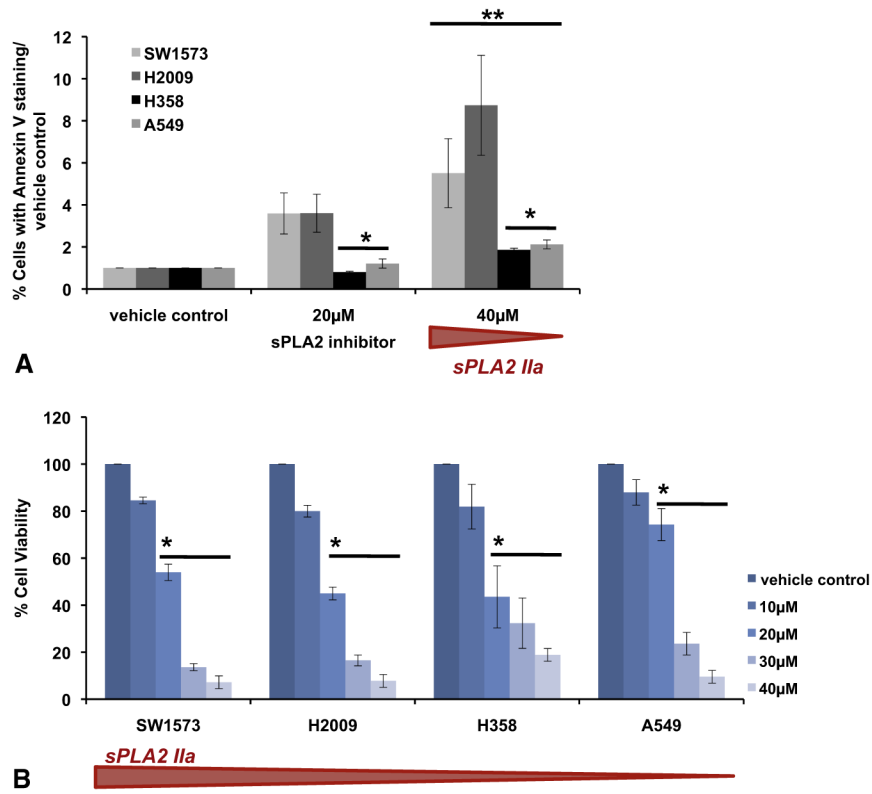 **
12
10
8
6
4
2
0
% Cells with Annexin V staining/
vehicle control
SW1573
H2009
H358
A549
*
*
vehicle control
20µM
40µM
sPLA2 inhibitor
sPLA2 IIa
A
120
100
80
60
40
20
0
% Cell Viability
*
*
*
*
vehicle control
10µM
20µM
30µM
40µM
SW1573
H2009
H358
A549
sPLA2 IIa
B